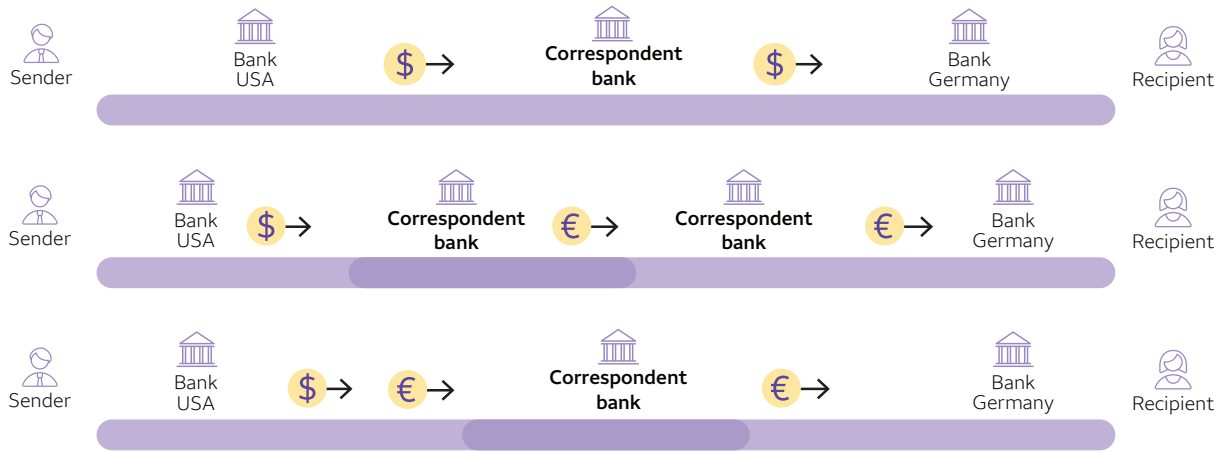 Sender
Bank
USA
$
Correspondent
bank
$
Bank
Germany
Recipient
Sender
Bank
USA
$
Correspondent
bank
€
Correspondent
bank
€
Bank
Germany
Recipient
Sender
Bank
USA
$
€
Correspondent
bank
€
Bank
Germany
Recipient